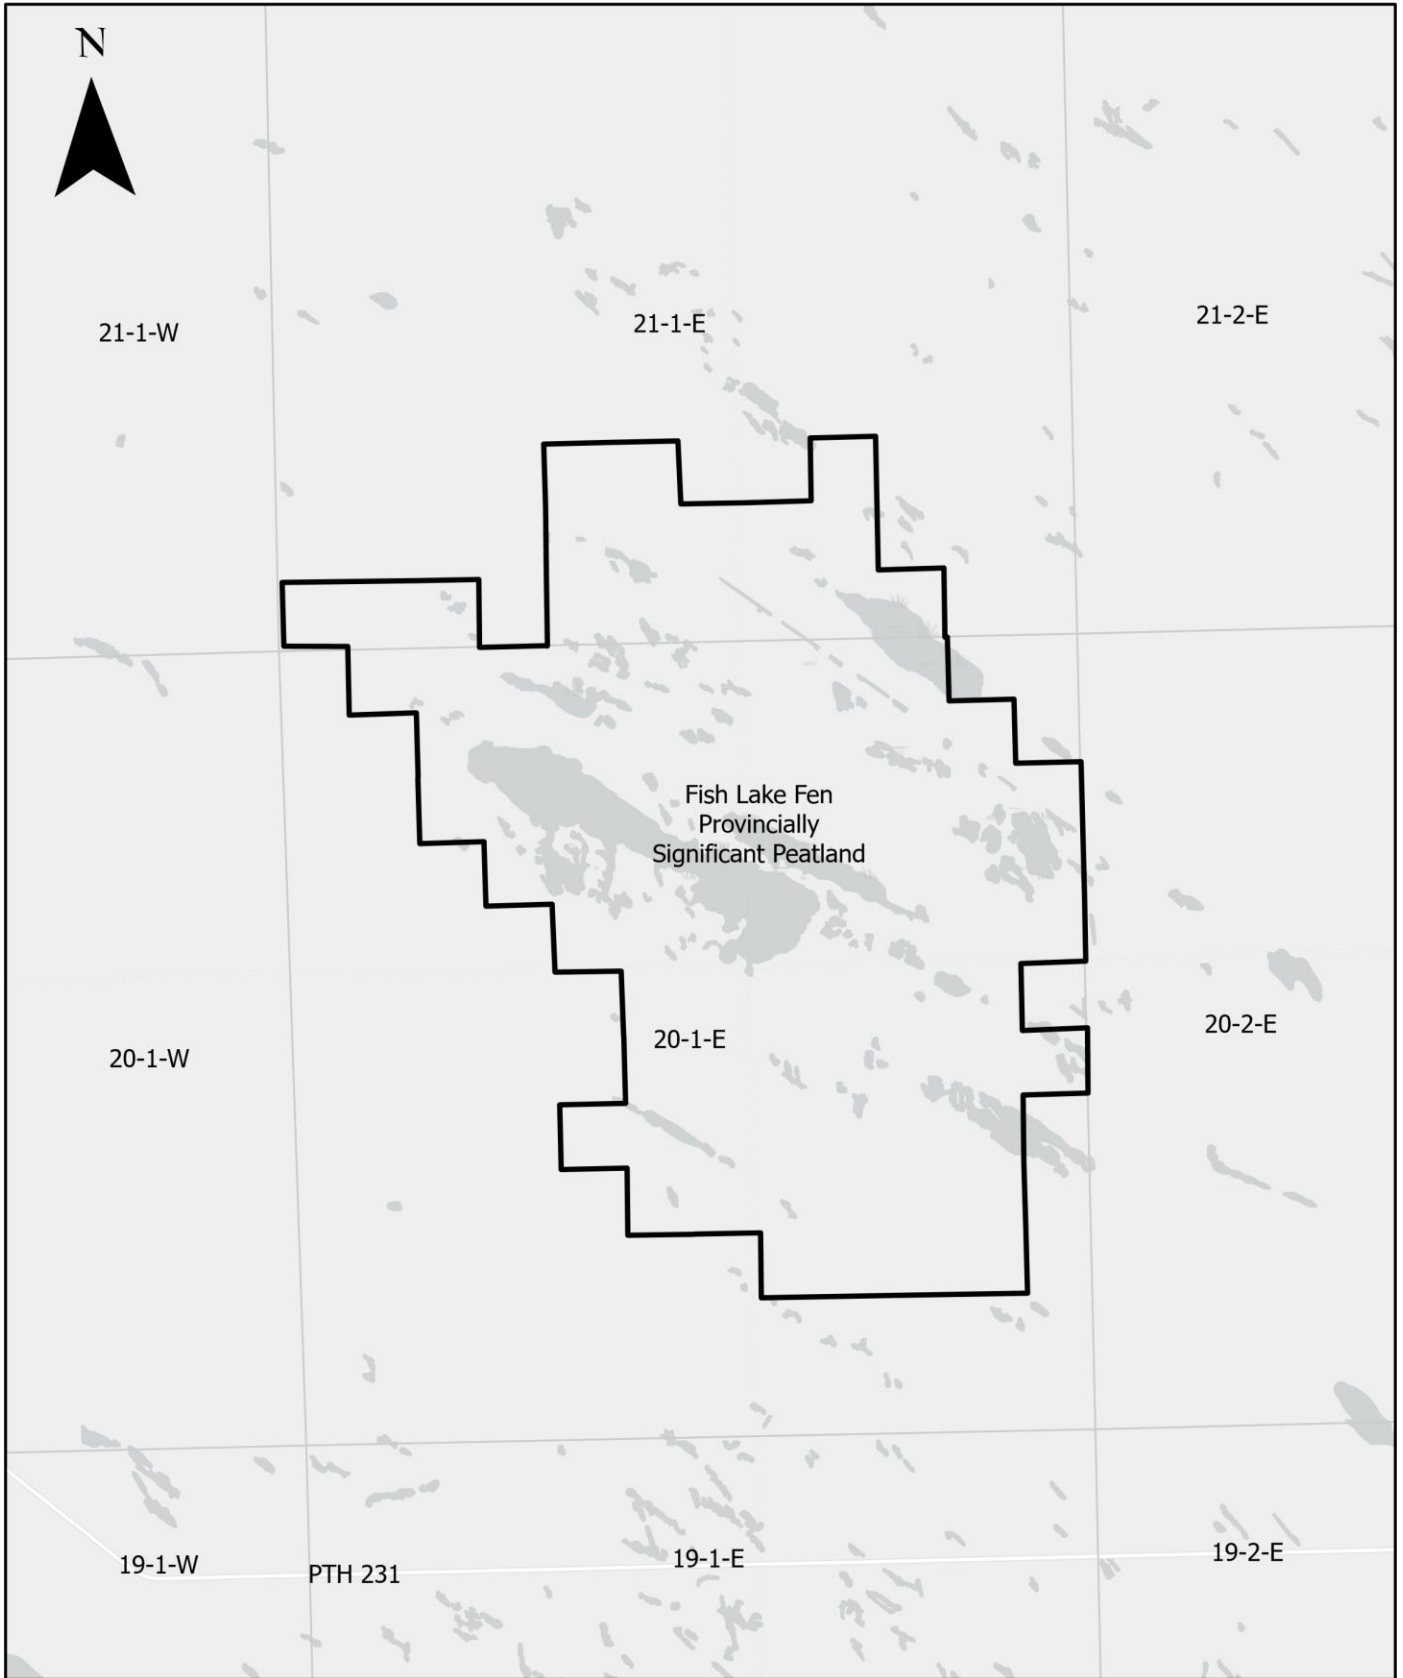 N
21-1-W
21-1-E
21-2-E
Fish Lake Fen
Provincially
Significant Peatland
20-1-W
20-1-E
20-2-E
19-1-W
PTH 231
19-1-E
19-2-E